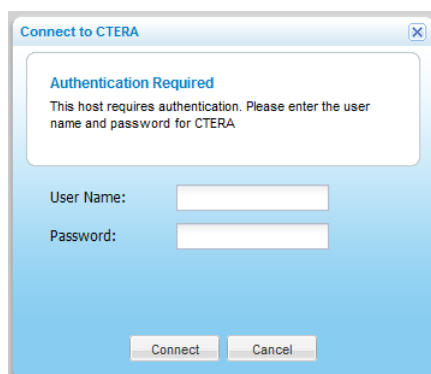 Connect to CTERA
Authentication Required
This host requires authentication. Please enter the user
name and password for CTERA
User Name:
Password:
Connect Cancel